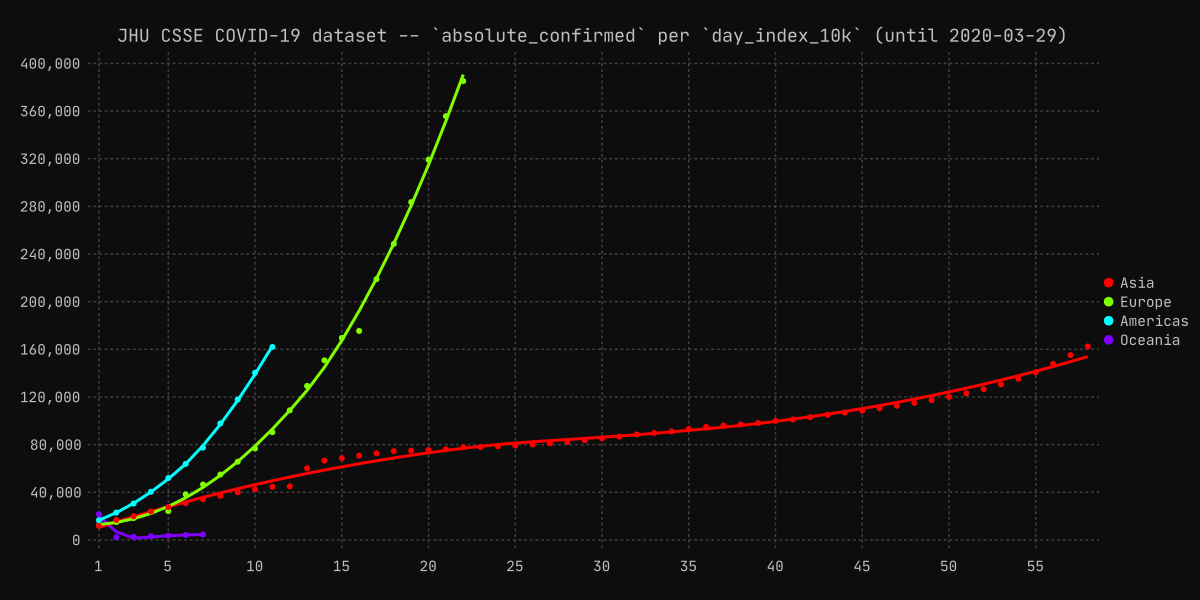 JHU CSSE COVID-19 dataset -- `absolute_confirmed` per `day_index_10k` (until 2020-03-29)
400,000
360,000
320,000
280,000
240,000
200,000
160,000
120,000
80,000
40,000
0
1 5 10 15 20 25 30 35 40 45 50 55
Asia
Europe
Americas
Oceania